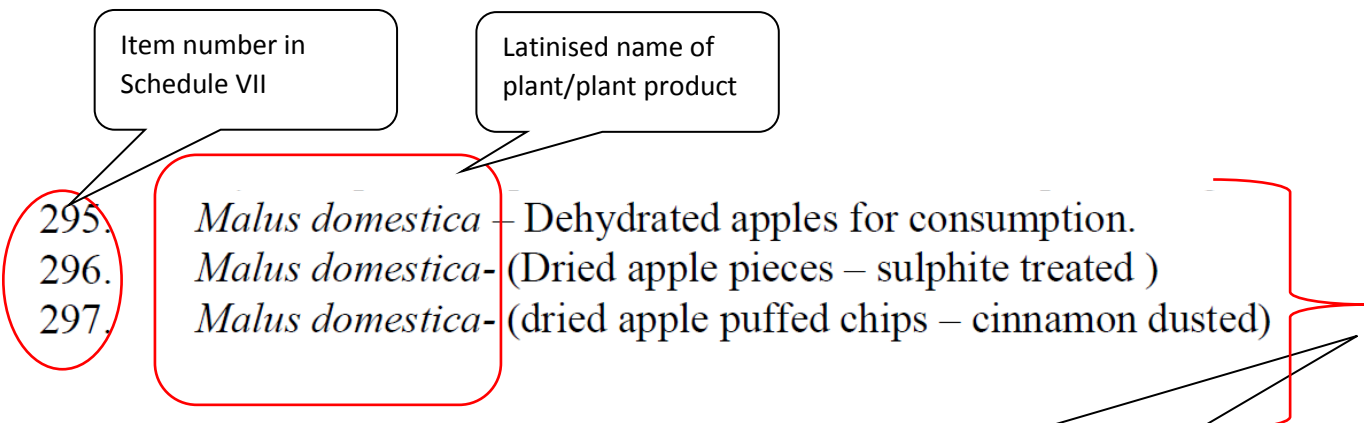 Item number in
Schedule VII
Latinised name of
plant/plant product
295. Malus domestica – Dehydrated apples for consumption.
296. Malus domestica- (Dried apple pieces – sulphite treated )
297. Malus domestica- (dried apple puffed chips – cinnamon dusted)